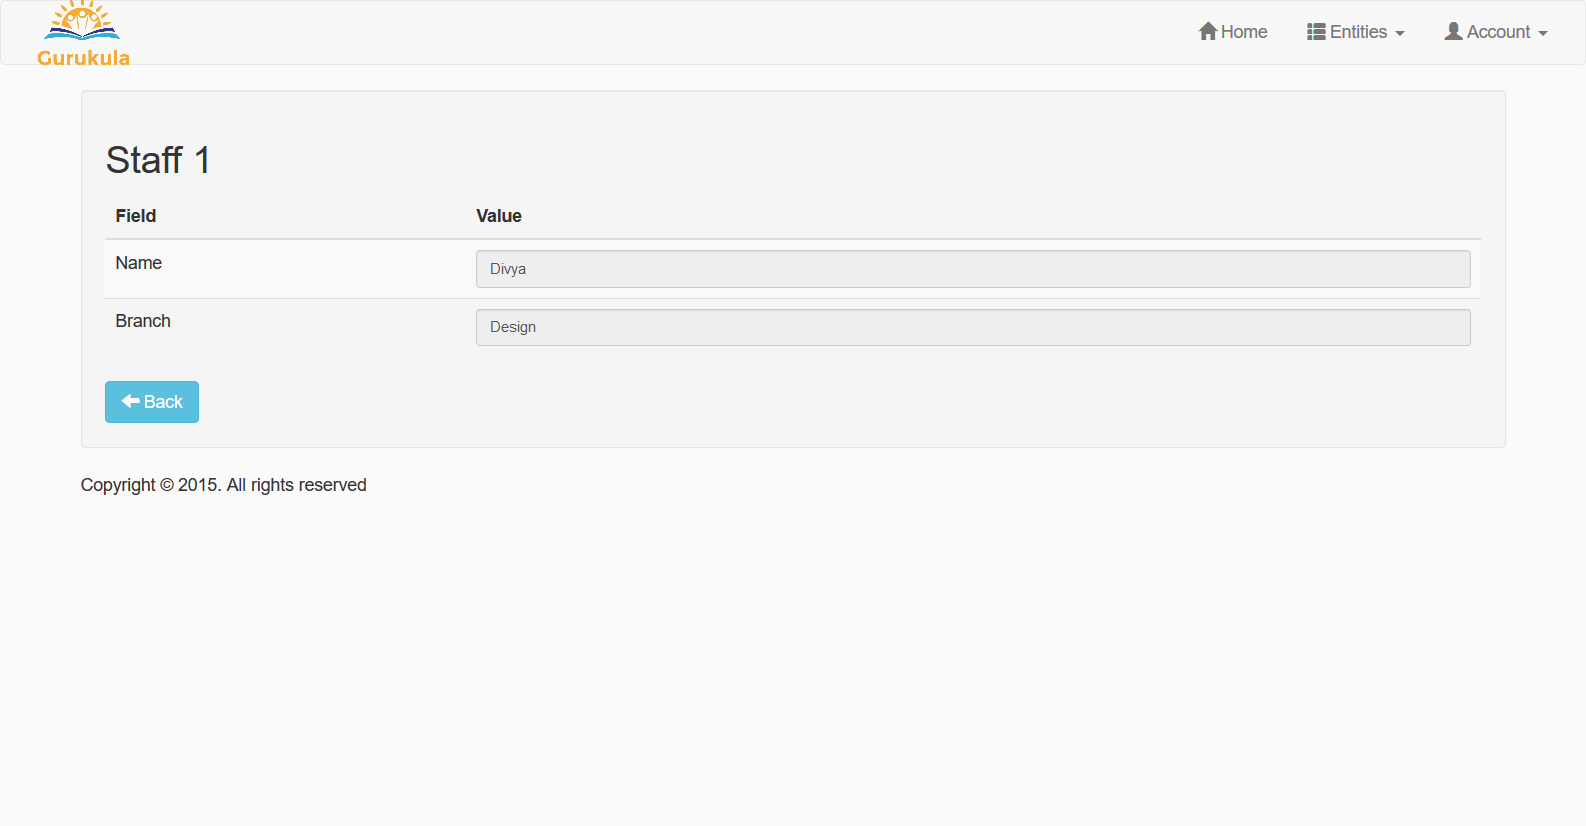 Gurukula
Home Entities Account
Staff 1
Field Value
Name Divya
Branch Design
Back
Copyright © 2015. All rights reserved